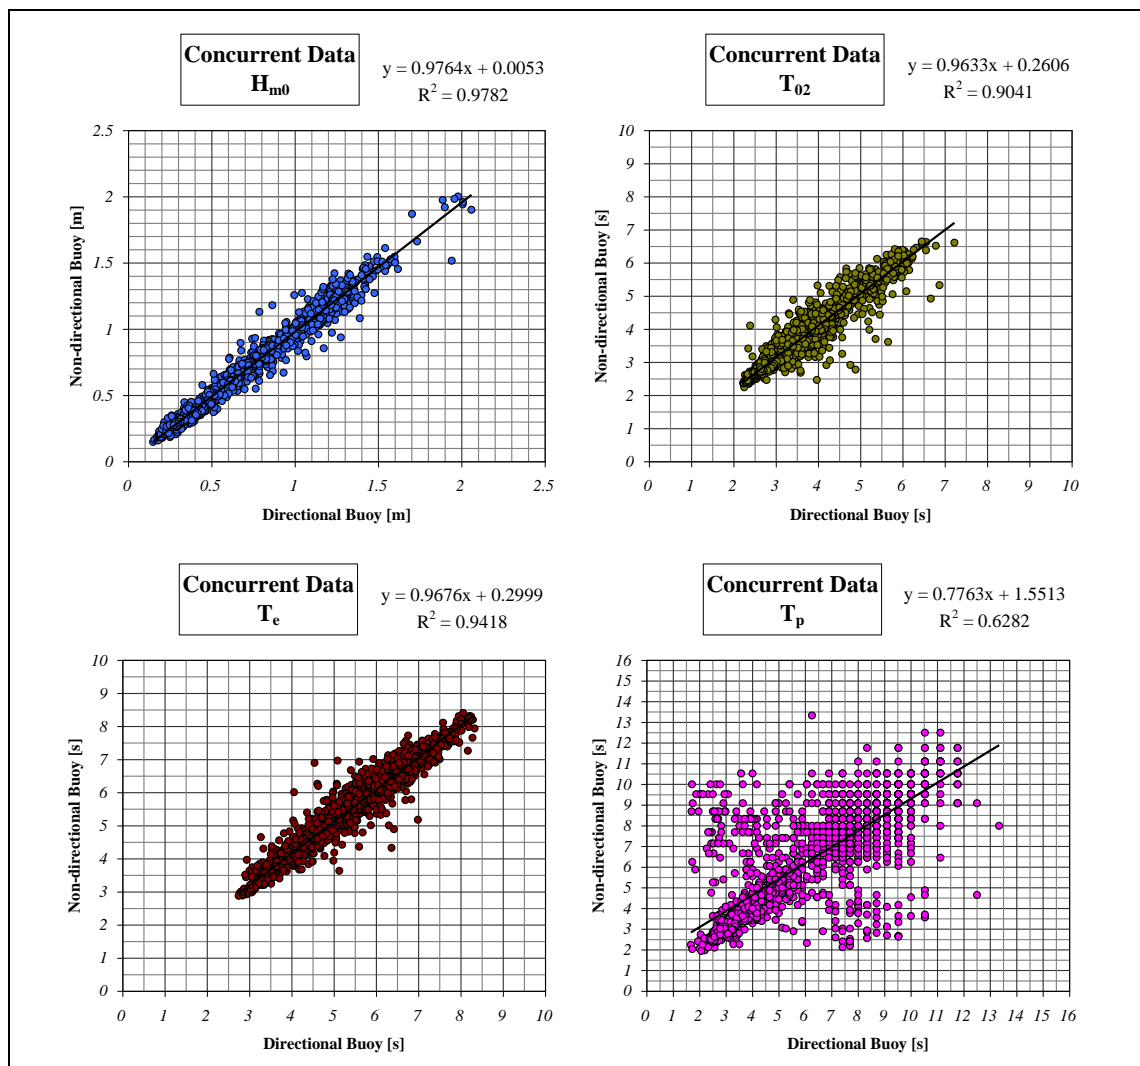 Concurrent Data
H_m0
y = 0.9764x + 0.0053
R² = 0.9782
2.5
2
1.5
1
0.5
0
Non-directional Buoy [m]
0 0.5 1 1.5 2 2.5
Directional Buoy [m]
Concurrent Data
T_02
y = 0.9633x + 0.2606
R² = 0.9041
10
9
8
7
6
5
4
3
2
1
0
Non-directional Buoy [s]
0 1 2 3 4 5 6 7 8 9 10
Directional Buoy [s]
Concurrent Data
T_e
y = 0.9676x + 0.2999
R² = 0.9418
10
9
8
7
6
5
4
3
2
1
0
Non-directional Buoy [s]
0 1 2 3 4 5 6 7 8 9 10
Directional Buoy [s]
Concurrent Data
T_p
y = 0.7763x + 1.5513
R² = 0.6282
16
15
14
13
12
11
10
9
8
7
6
5
4
3
2
1
0
Non-directional Buoy [s]
0 1 2 3 4 5 6 7 8 9 10 11 12 13 14 15 16
Directional Buoy [s]